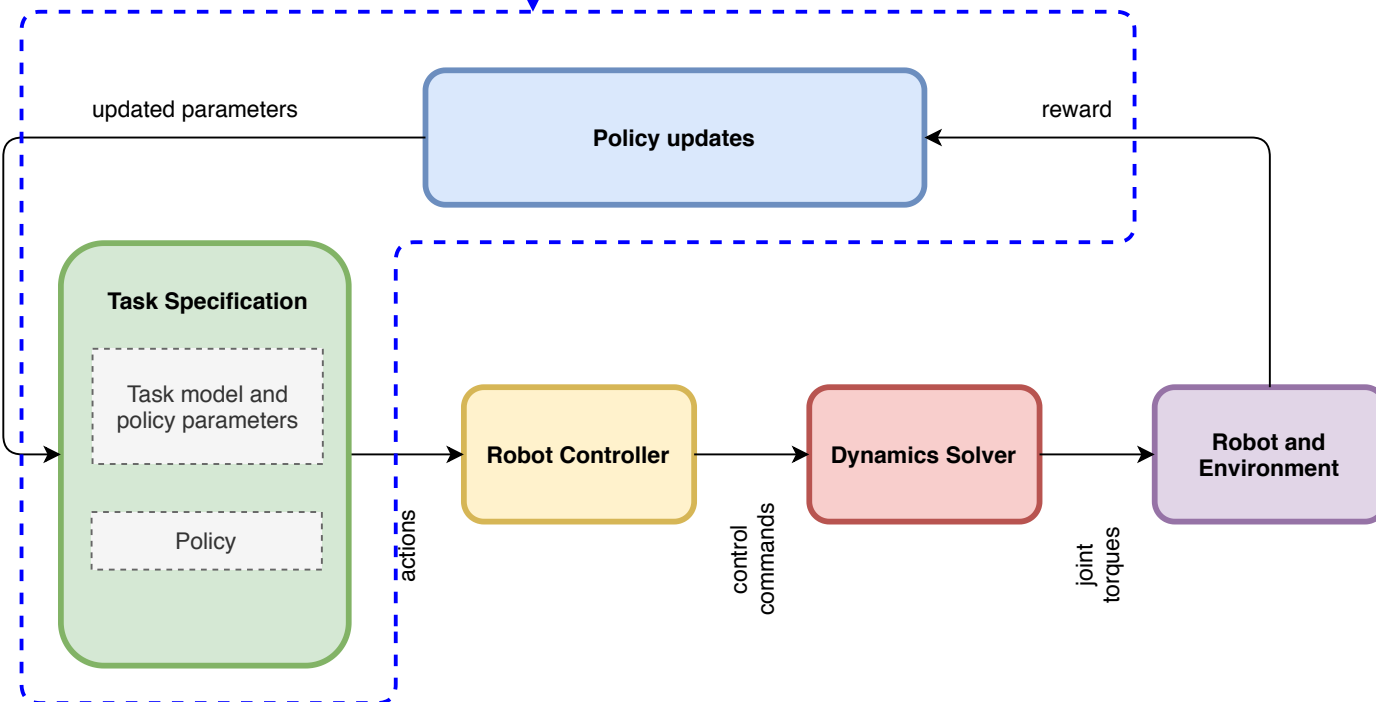 updated parameters
Policy updates
reward
Task Specification
Task model and
policy parameters
Policy
actions
Robot Controller
control
commands
Dynamics Solver
joint
torques
Robot and
Environment